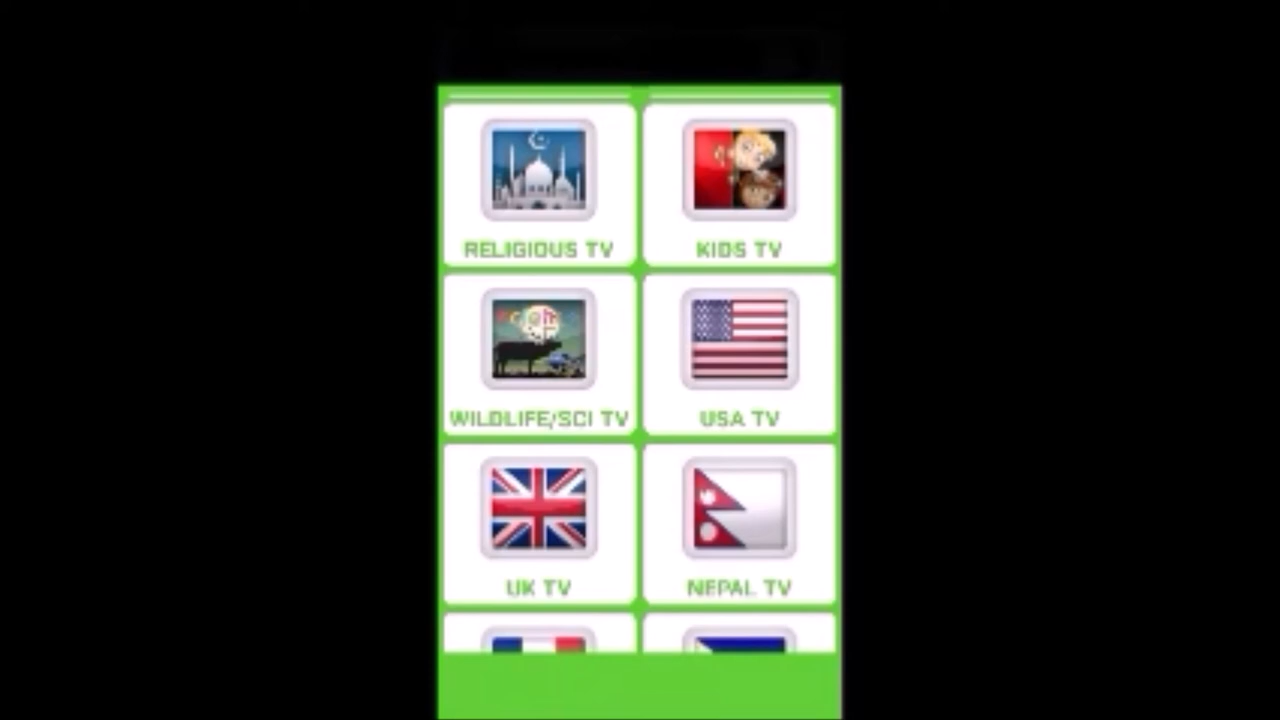 RELIGIOUS TV
KIDS TV
WILDLIFE/SCI TV
USA TV
UK TV
NEPAL TV